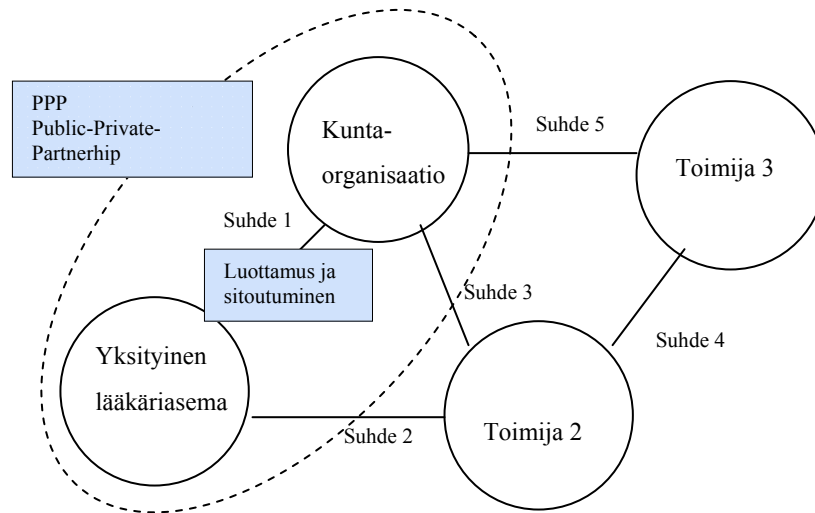 PPP
Public-Private-
Partnerhip
Kunta-
organisaatio
Suhde 5
Toimija 3
Suhde 1
Luottamus ja
sitoutuminen
Suhde 3
Suhde 4
Yksityinen
lääkäriasema
Suhde 2
Toimija 2